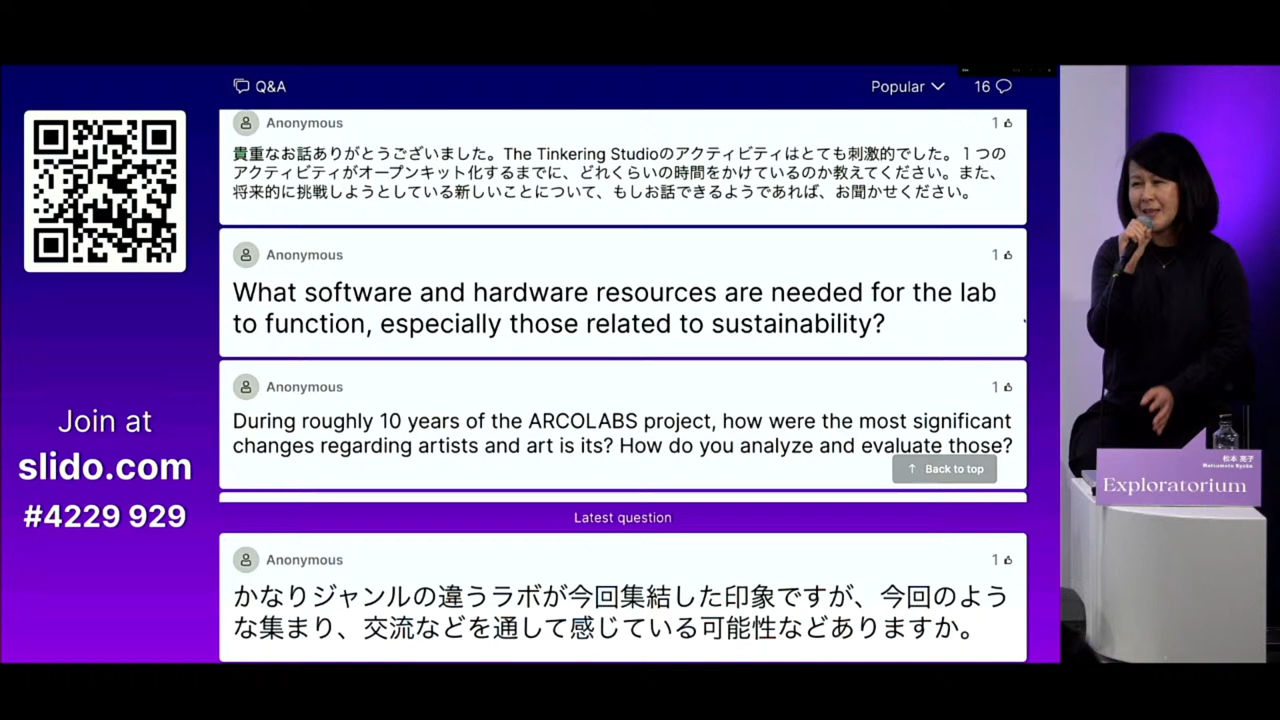 Q&A
Popular
16
Anonymous
1
貴重なお話ありがとうございました。The Tinkering Studioのアクティビティはとても刺激的でした。１つの
アクティビティがオープンキット化するまでに、どれくらいの時間をかけているのか教えてください。また、
将来的に挑戦しようとしている新しいことについて、もしお話できるようであれば、お聞かせください。
Anonymous
1
What software and hardware resources are needed for the lab
to function, especially those related to sustainability?
Anonymous
1
During roughly 10 years of the ARCOLABS project, how were the most significant
changes regarding artists and art is its? How do you analyze and evaluate those?
↑ Back to top
Latest question
Anonymous
1
かなりジャンルの違うラボが今回集結した印象ですが、今回のよう
な集まり、交流などを通して感じている可能性などありますか。
Join at
slido.com
#4229 929
松本 亮子
Matsumoto Ryoko
Exploratorium